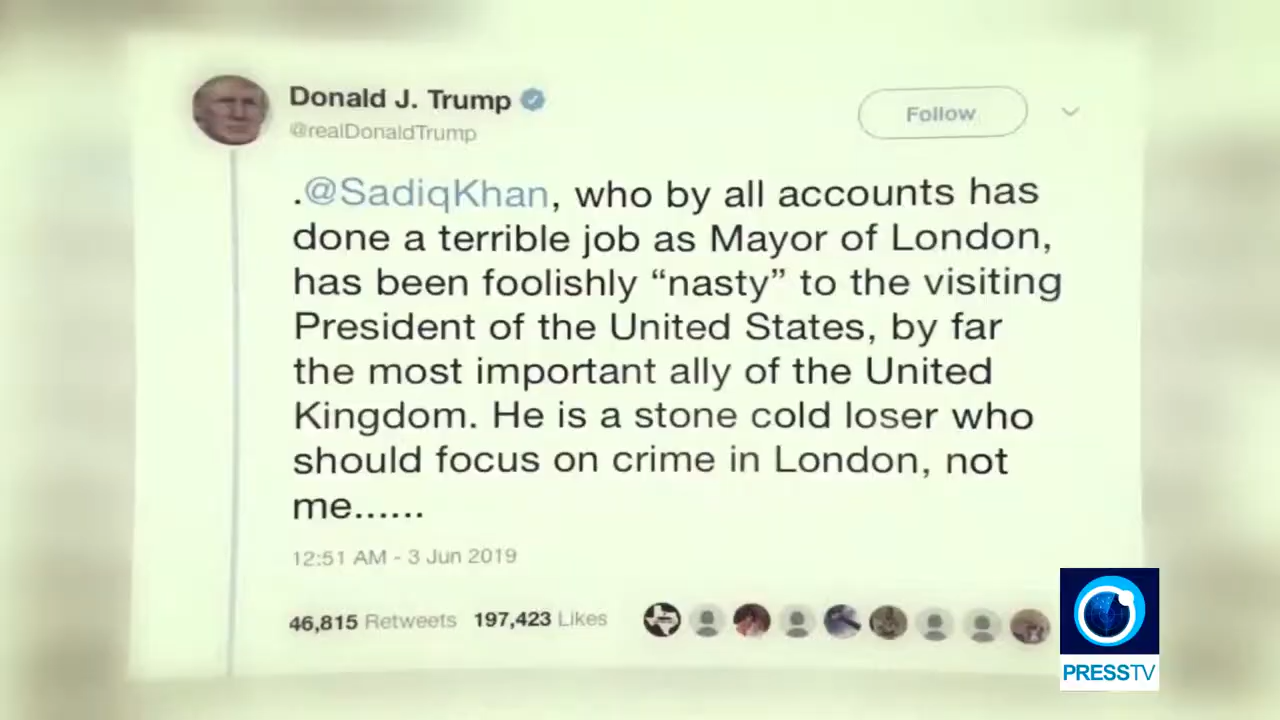 Donald J. Trump
@realDonaldTrump
Follow
.@SadiqKhan, who by all accounts has
done a terrible job as Mayor of London,
has been foolishly “nasty” to the visiting
President of the United States, by far
the most important ally of the United
Kingdom. He is a stone cold loser who
should focus on crime in London, not
me......
12:51 AM - 3 Jun 2019
46,815 Retweets 197,423 Likes
PRESSTV